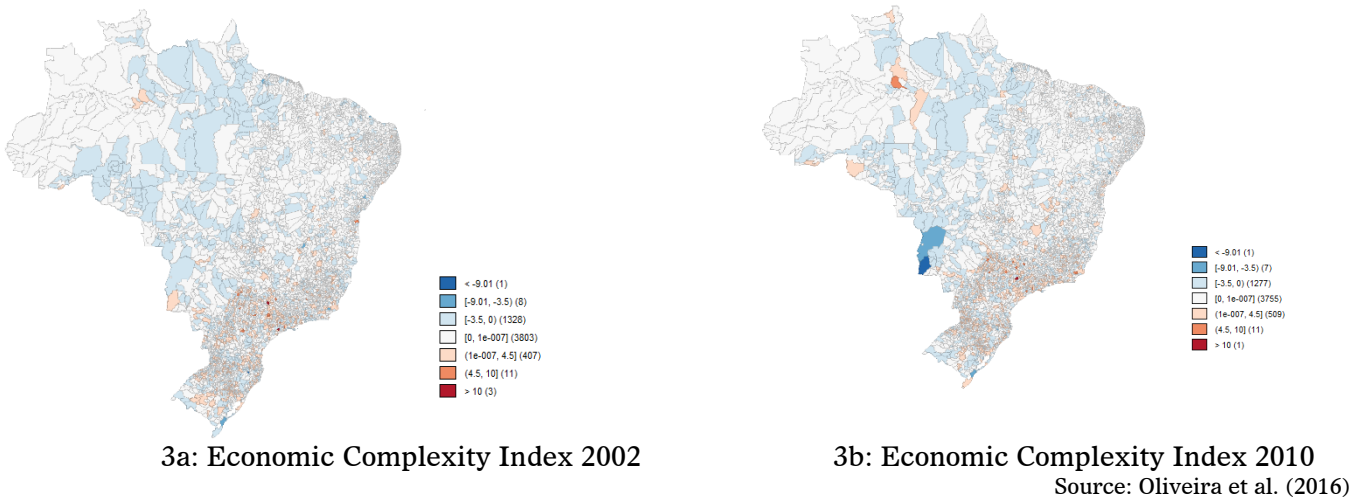 < -9.01 (1)
[-9.01, -3.5) (8)
[-3.5, 0) (1328)
[0, 1e-007] (3803)
(1e-007, 4.5] (407)
(4.5, 10] (11)
> 10 (3)
3a: Economic Complexity Index 2002
< -9.01 (1)
[-9.01, -3.5) (7)
[-3.5, 0) (1277)
[0, 1e-007] (3755)
(1e-007, 4.5] (509)
(4.5, 10] (11)
> 10 (1)
3b: Economic Complexity Index 2010
Source: Oliveira et al. (2016)